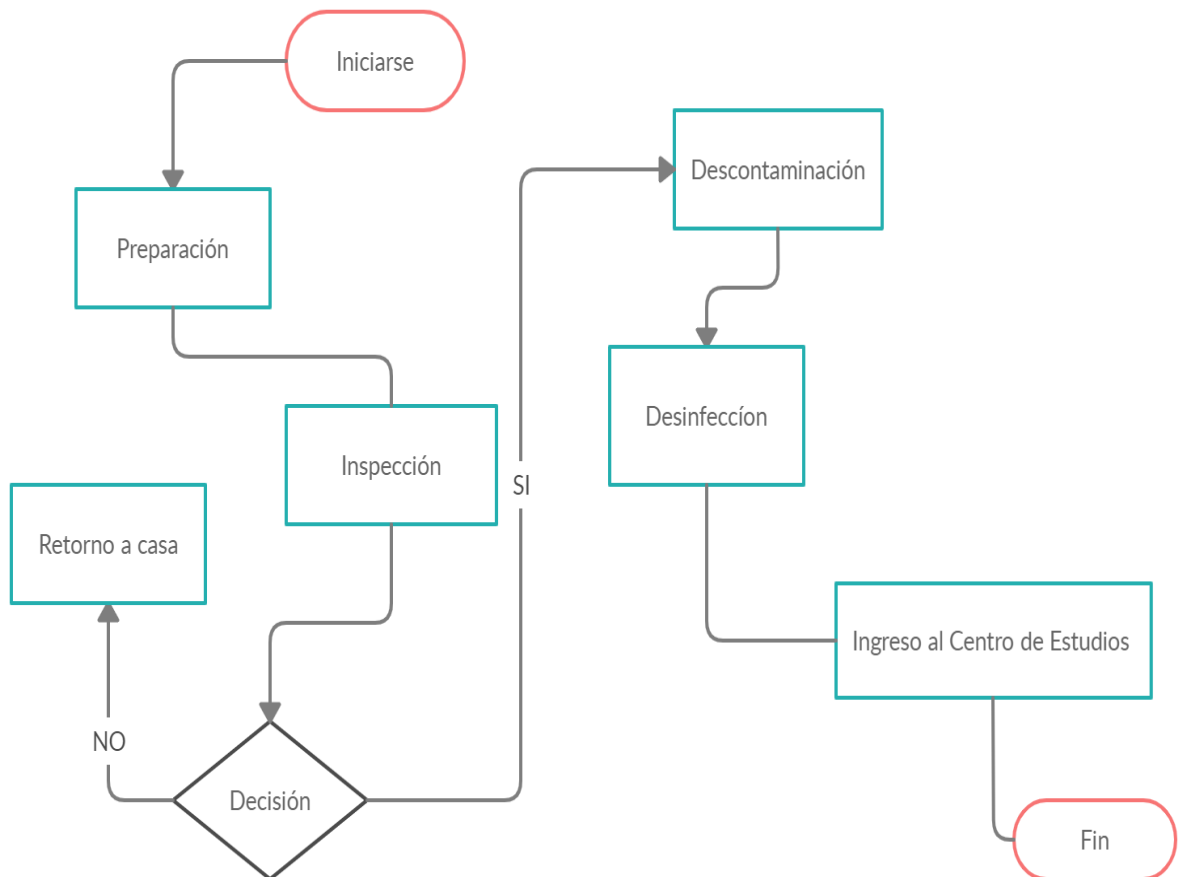 Iniciarse
Preparación
Inspección
Decisión
NO
Retorno a casa
SI
Descontaminación
Desinfeccíon
Ingreso al Centro de Estudios
Fin